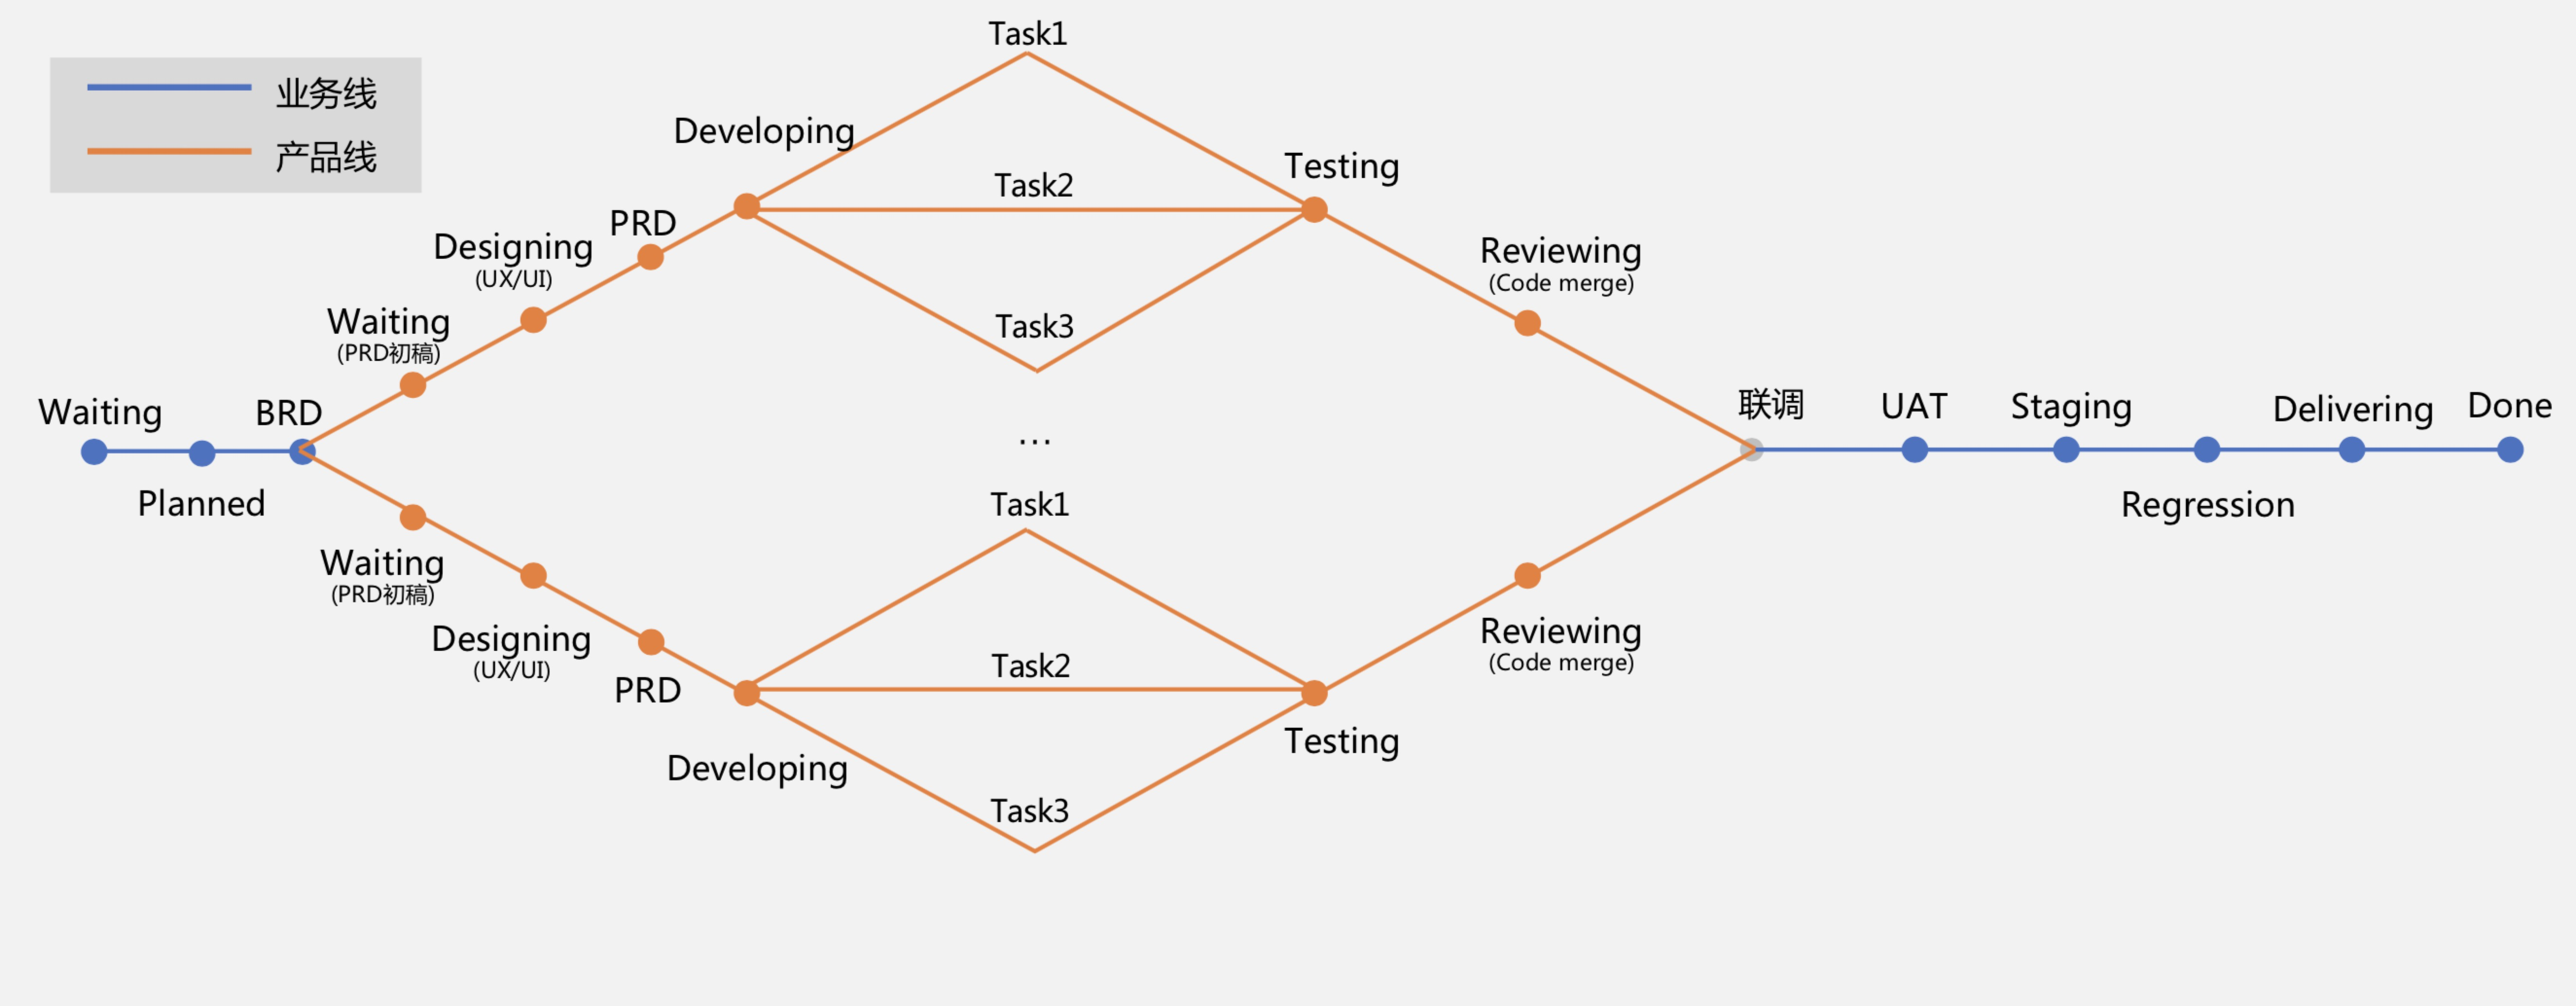 业务线
产品线
Task1
Developing
Task2
Testing
PRD
Designing
(UX/UI)
Reviewing
(Code merge)
Waiting
(PRD初稿)
Task3
Waiting
BRD
Planned
...
联调
UAT
Staging
Delivering
Done
Regression
Task1
Waiting
(PRD初稿)
Designing
(UX/UI)
PRD
Task2
Reviewing
(Code merge)
Developing
Testing
Task3